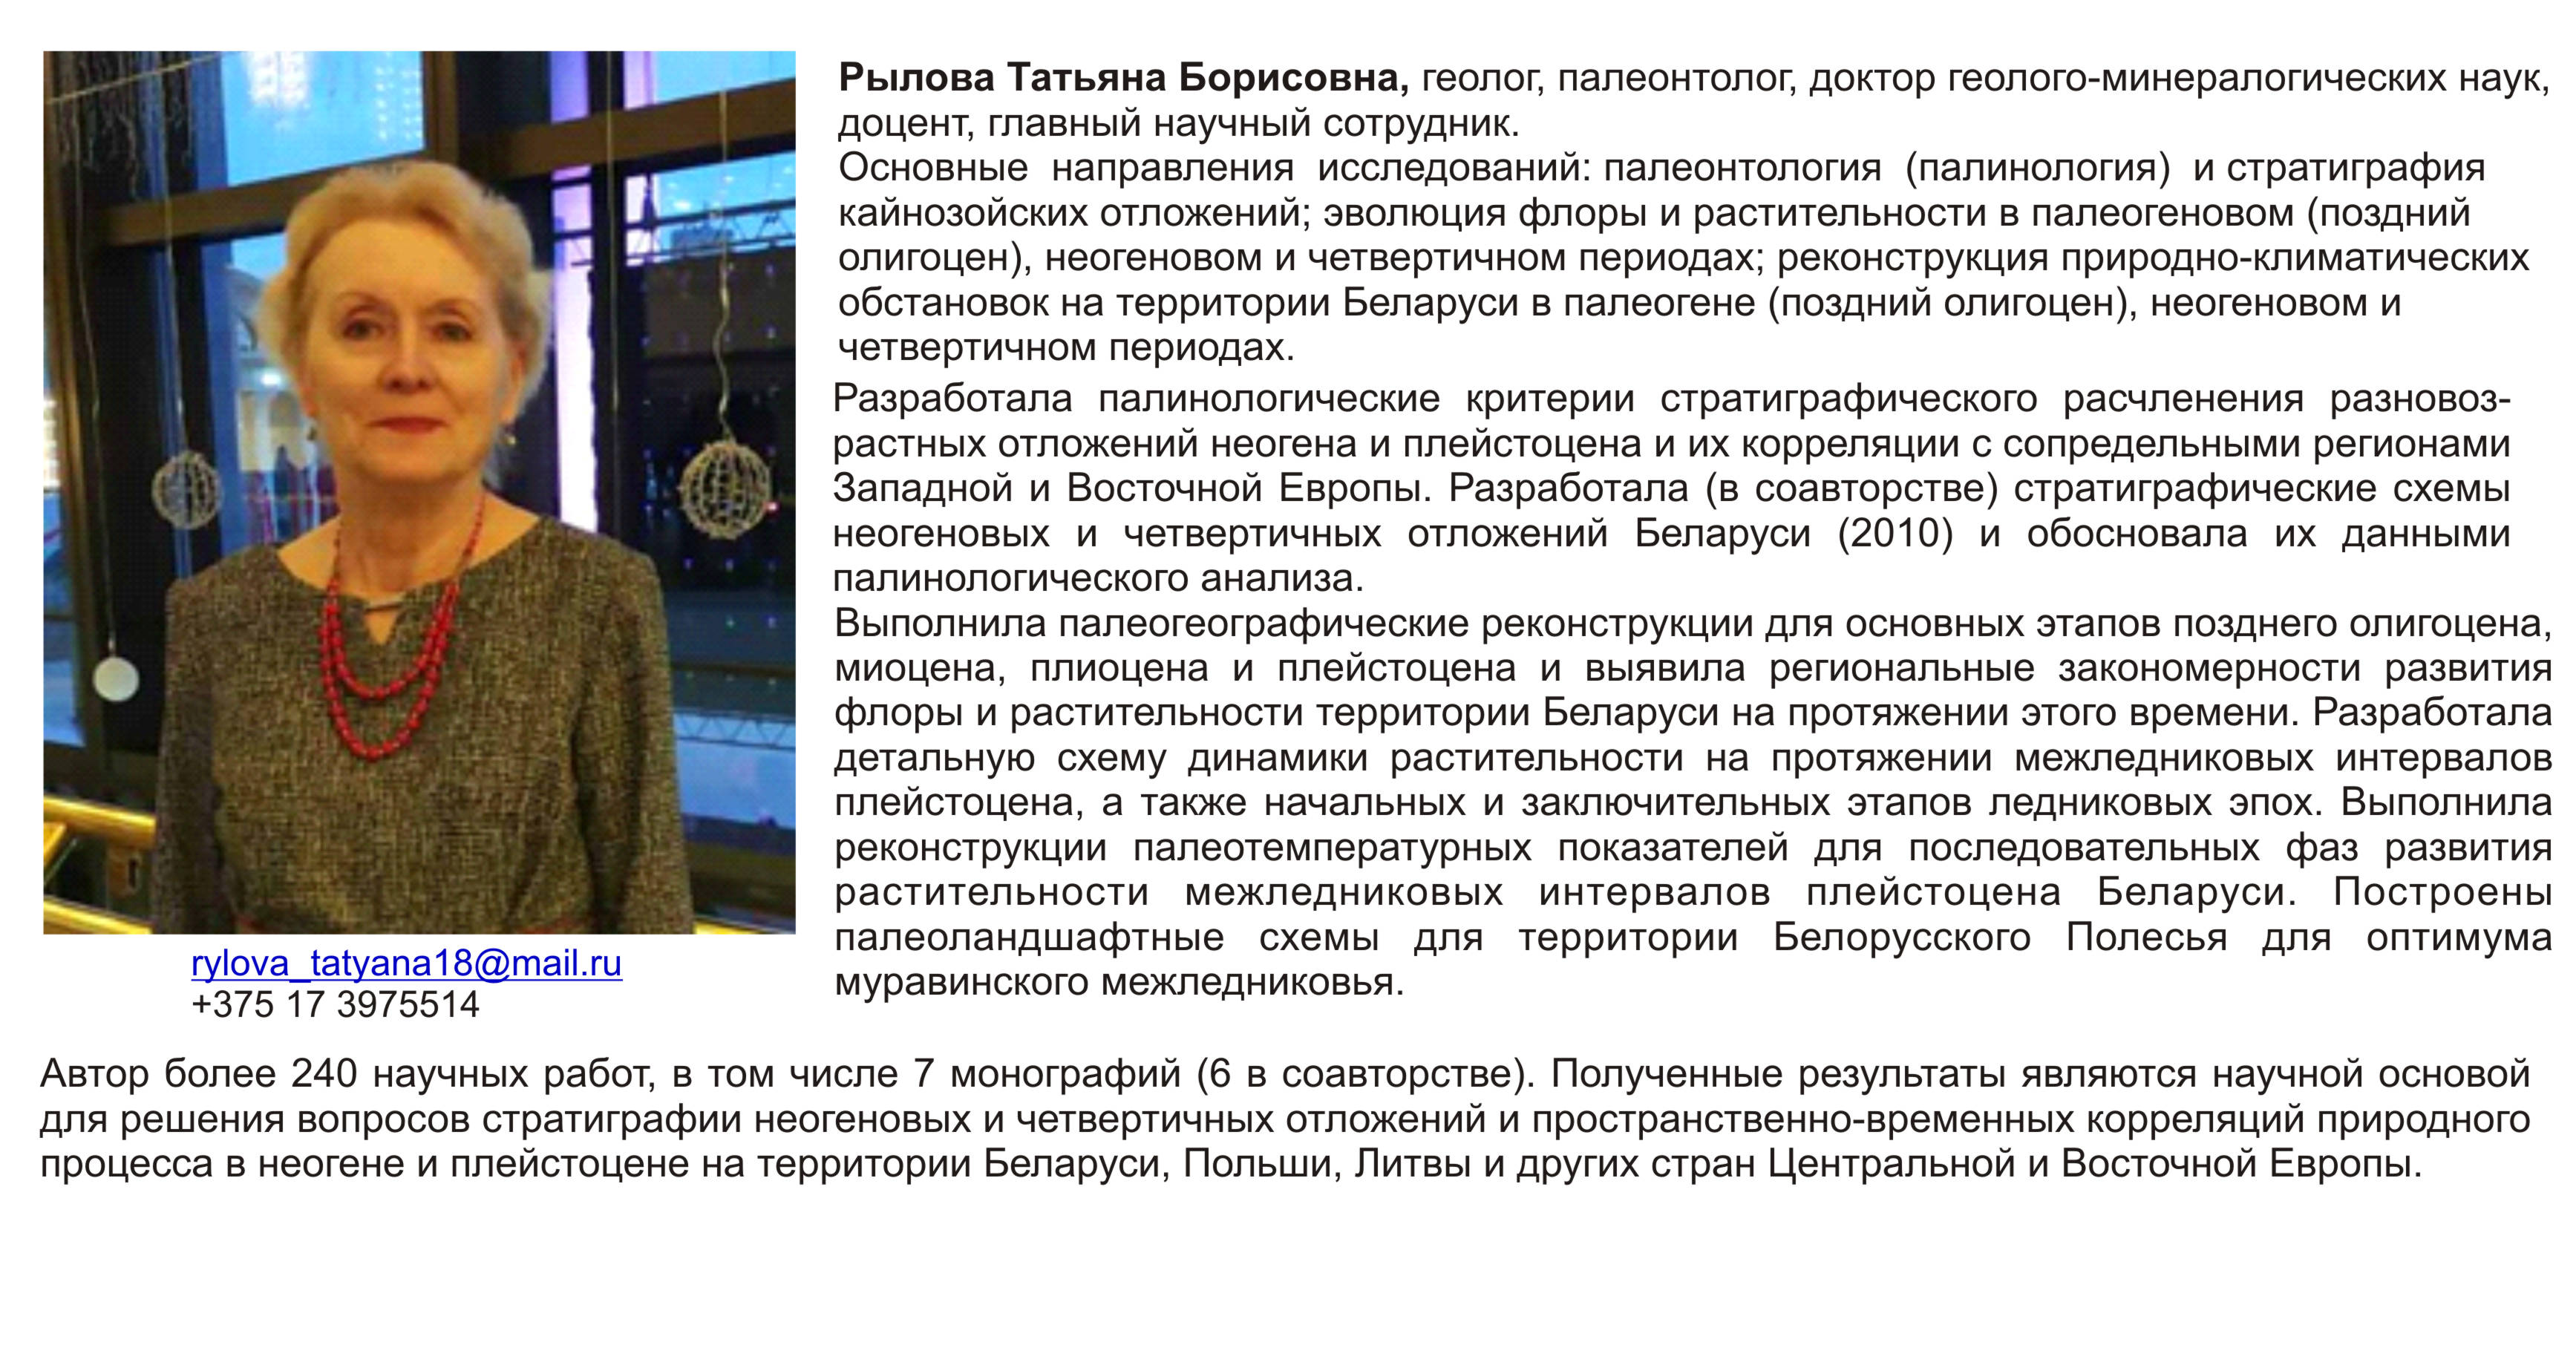 Рылова Татьяна Борисовна, геолог, палеонтолог, доктор геолого-минералогических наук,
доцент, главный научный сотрудник.
Основные направления исследований: палеонтология (палинология) и стратиграфия
кайнозойских отложений; эволюция флоры и растительности в палеогеновом (поздний
олигоцен), неогеновом и четвертичном периодах; реконструкция природно-климатических
обстановок на территории Беларуси в палеогене (поздний олигоцен), неогеновом и
четвертичном периодах.
Разработала палинологические критерии стратиграфического расчленения разновоз-
растных отложений неогена и плейстоцена и их корреляции с сопредельными регионами
Западной и Восточной Европы. Разработала (в соавторстве) стратиграфические схемы
неогеновых и четвертичных отложений Беларуси (2010) и обосновала их данными
палинологического анализа.
Выполнила палеогеографические реконструкции для основных этапов позднего олигоцена,
миоцена, плиоцена и плейстоцена и выявила региональные закономерности развития
флоры и растительности территории Беларуси на протяжении этого времени. Разработала
детальную схему динамики растительности на протяжении межледниковых интервалов
плейстоцена, а также начальных и заключительных этапов ледниковых эпох. Выполнила
реконструкции палеотемпературных показателей для последовательных фаз развития
растительности межледниковых интервалов плейстоцена Беларуси. Построены
палеоландшафтные схемы для территории Белорусского Полесья для оптимума
муравинского межледниковья.
rylova_tatyana18@mail.ru
+375 17 3975514
Автор более 240 научных работ, в том числе 7 монографий (6 в соавторстве). Полученные результаты являются научной основой
для решения вопросов стратиграфии неогеновых и четвертичных отложений и пространственно-временных корреляций природного
процесса в неогене и плейстоцене на территории Беларуси, Польши, Литвы и других стран Центральной и Восточной Европы.